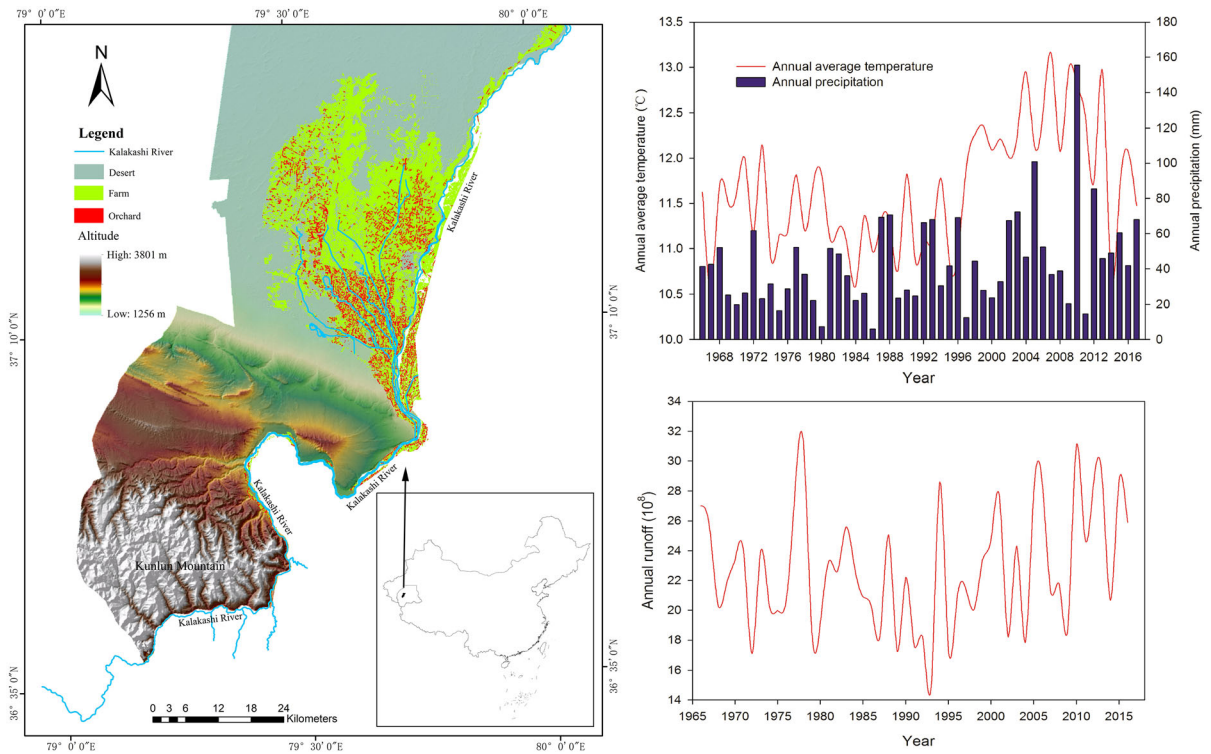 79° 0′0″E
79° 30′0″E
80° 0′0″E
N
Legend
Kalakashi River
Desert
Farm
Orchard
Altitude
High: 3801 m
Low: 1256 m
Kalakashi River
37° 10′0″N
37° 10′0″N
Kalakashi River
Kalakashi River
Kunlun Mountain
Kalakashi River
36° 35′0″N
36° 35′0″N
0 3 6 12 18 24
Kilometers
79° 0′0″E
79° 30′0″E
80° 0′0″E
Annual average temperature (℃)
13.5
13.0
12.5
12.0
11.5
11.0
10.5
10.0
Annual average temperature
Annual precipitation
180
160
140
120
100
80
60
40
20
0
Annual precipitation (mm)
1968 1972 1976 1980 1984 1988 1992 1996 2000 2004 2008 2012 2016
Year
Annual runoff (10⁸)
34
32
30
28
26
24
22
20
18
16
14
1965 1970 1975 1980 1985 1990 1995 2000 2005 2010 2015
Year